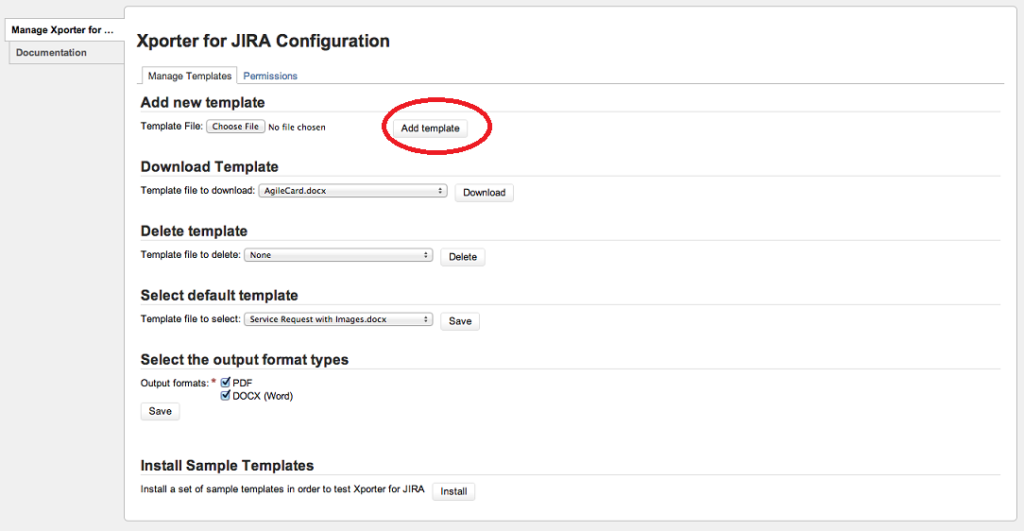 Manage Xporter for ...
Documentation
Xporter for JIRA Configuration
Manage Templates Permissions
Add new template
Template File: Choose File No file chosen Add template
Download Template
Template file to download: AgileCard.docx Download
Delete template
Template file to delete: None Delete
Select default template
Template file to select: Service Request with Images.docx Save
Select the output format types
Output formats: * PDF
DOCX (Word)
Save
Install Sample Templates
Install a set of sample templates in order to test Xporter for JIRA Install